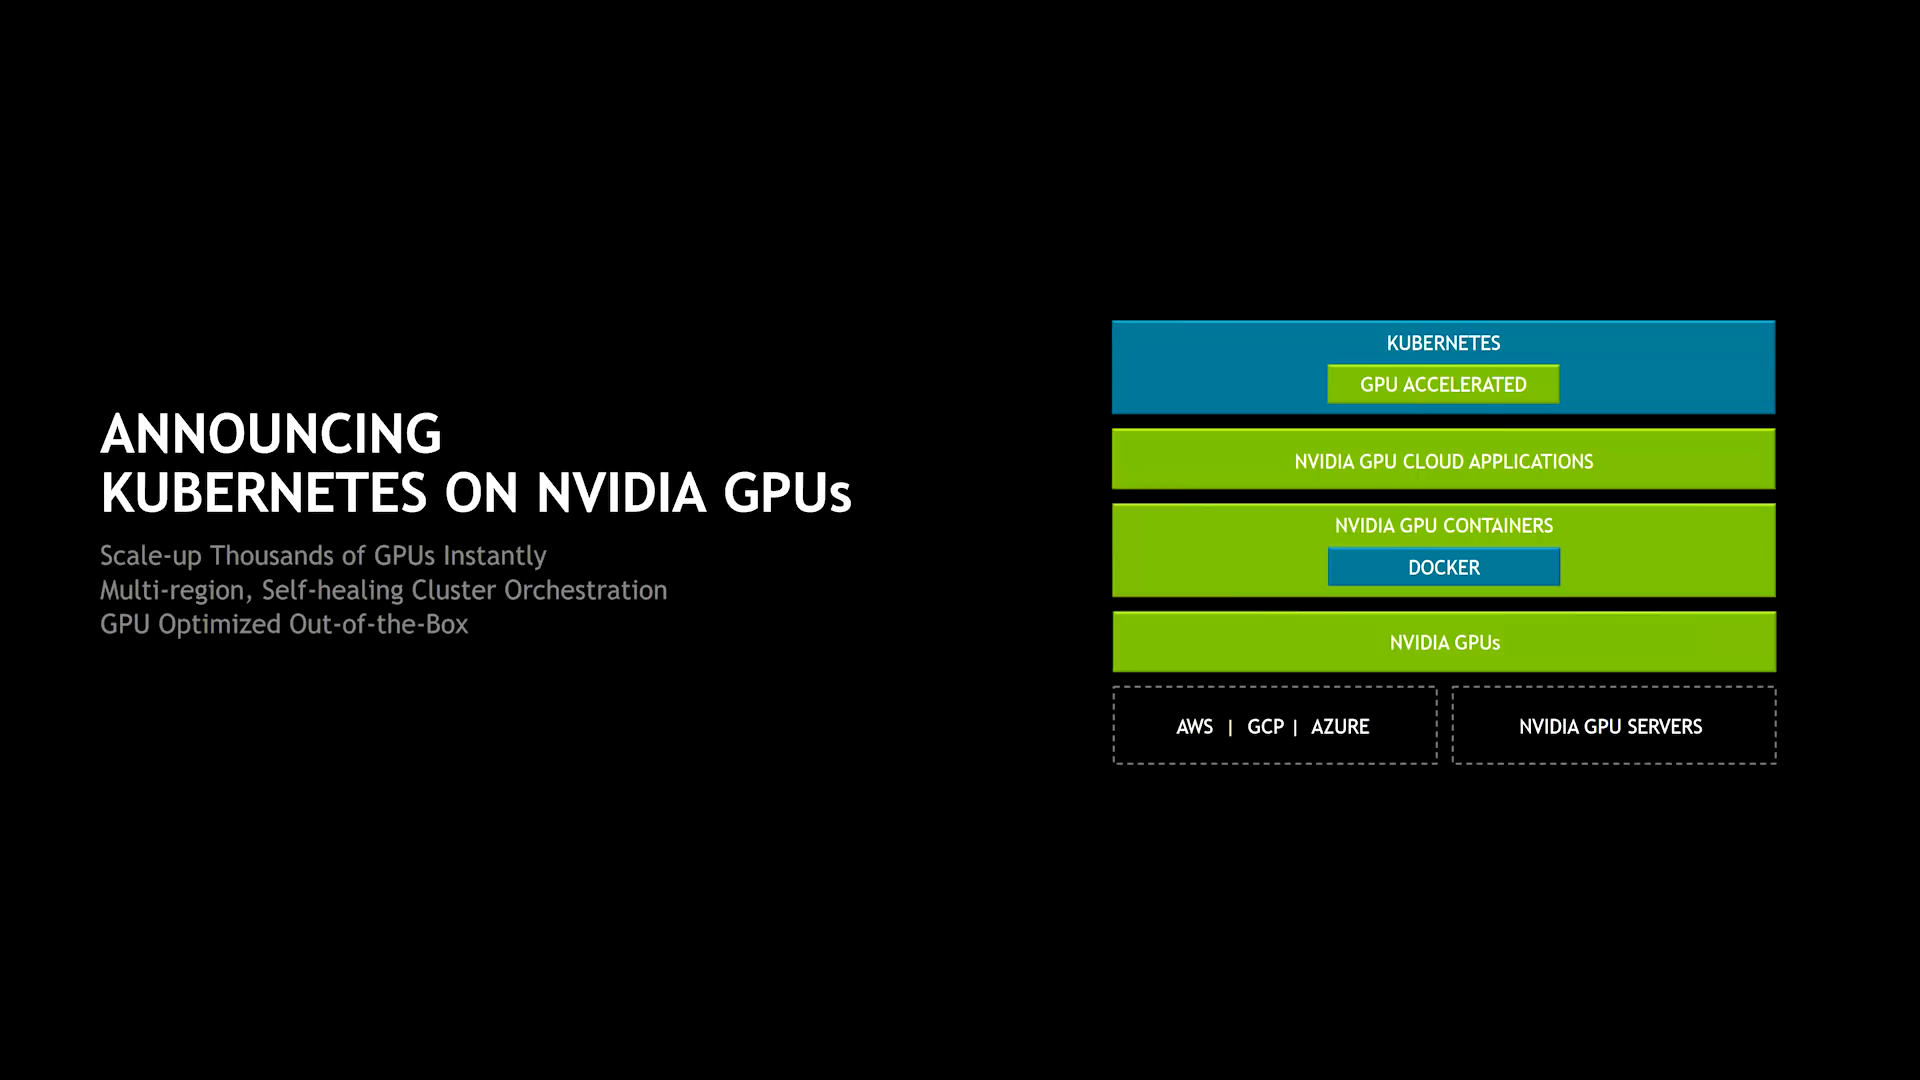 ANNOUNCING
KUBERNETES ON NVIDIA GPUs
Scale-up Thousands of GPUs Instantly
Multi-region, Self-healing Cluster Orchestration
GPU Optimized Out-of-the-Box
KUBERNETES
GPU ACCELERATED
NVIDIA GPU CLOUD APPLICATIONS
NVIDIA GPU CONTAINERS
DOCKER
NVIDIA GPUs
AWS | GCP | AZURE
NVIDIA GPU SERVERS